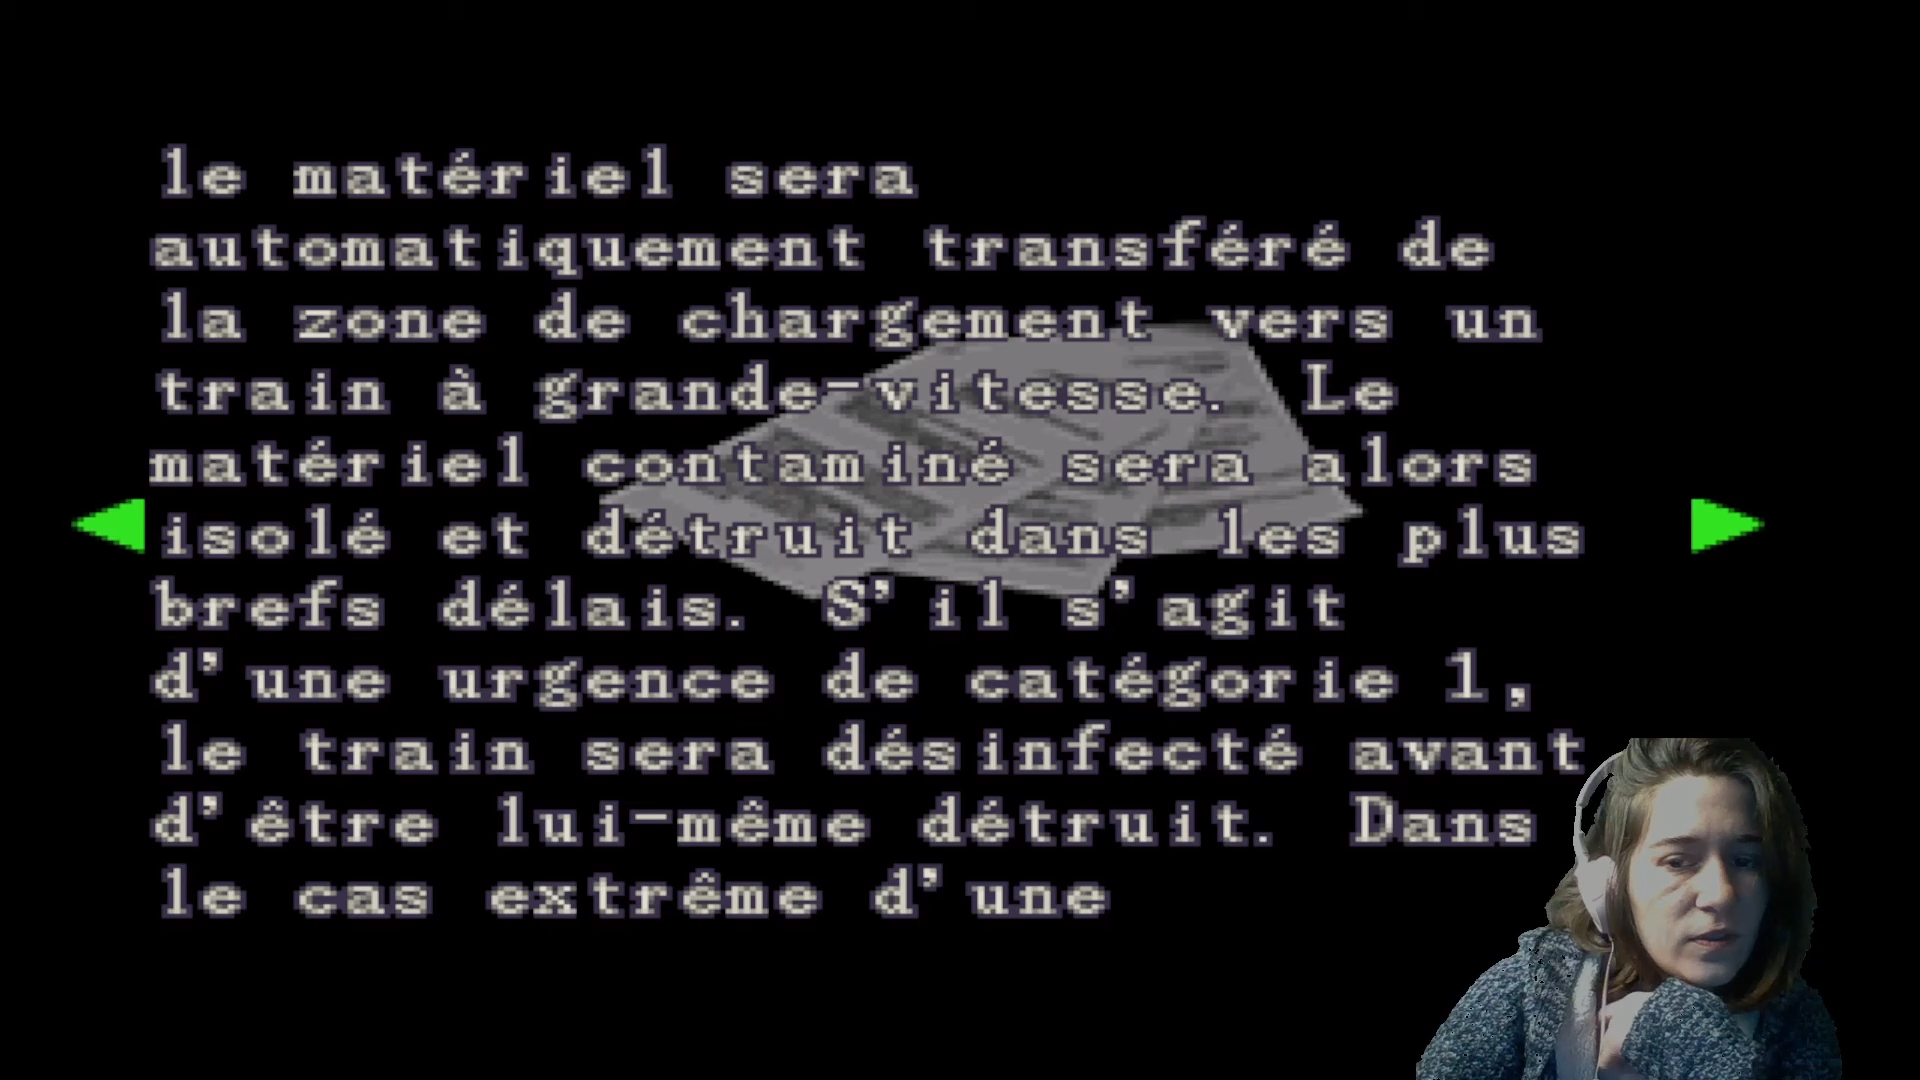 le matériel sera
automatiquement transféré de
la zone de chargement vers un
train à grande-vitesse. Le
matériel contaminé sera alors
isolé et détruit dans les plus
brefs délais. S'il s'agit
d'une urgence de catégorie 1,
le train sera désinfecté avant
d'être lui-même détruit. Dans
le cas extrême d'une